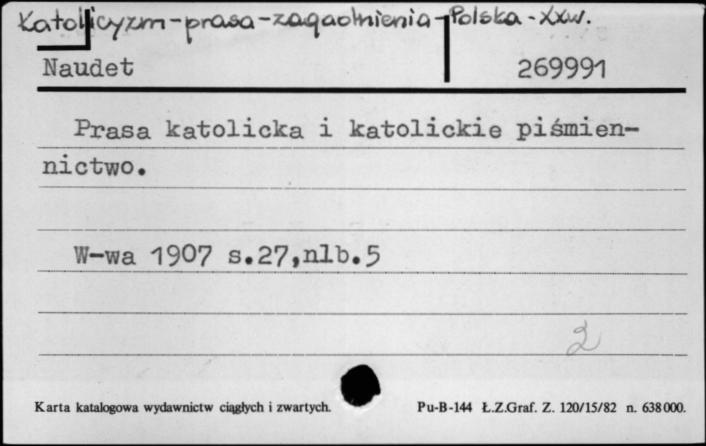 Katolicyzm-prasa-zagadnienia-Polska-XXw.
Naudet 269991
Prasa katolicka i katolickie piśmien-
nictwo.
W-wa 1907 s.27,nlb.5
2
Karta katalogowa wydawnictw ciągłych i zwartych. Pu-B-144 Ł.Z.Graf. Z. 120/15/82 n. 638000.